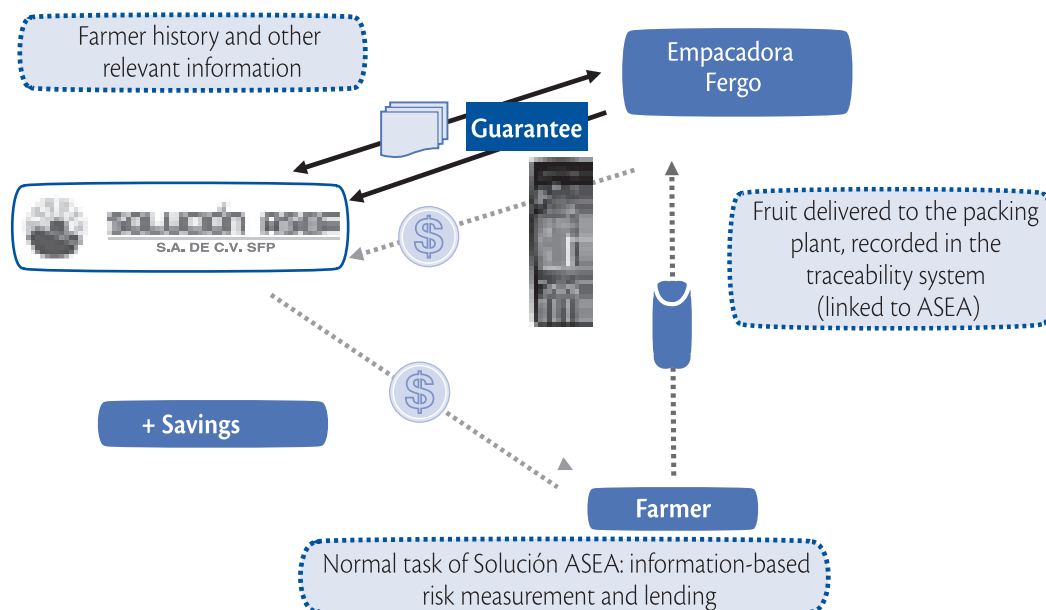 Farmer history and other
relevant information
Empacadora
Fergo
Guarantee
SOLUCIÓN ASEA
S.A. DE C.V. SFP
$
Fruit delivered to the packing
plant, recorded in the
traceability system
(linked to ASEA)
$
+ Savings
Farmer
Normal task of Solución ASEA: information-based
risk measurement and lending